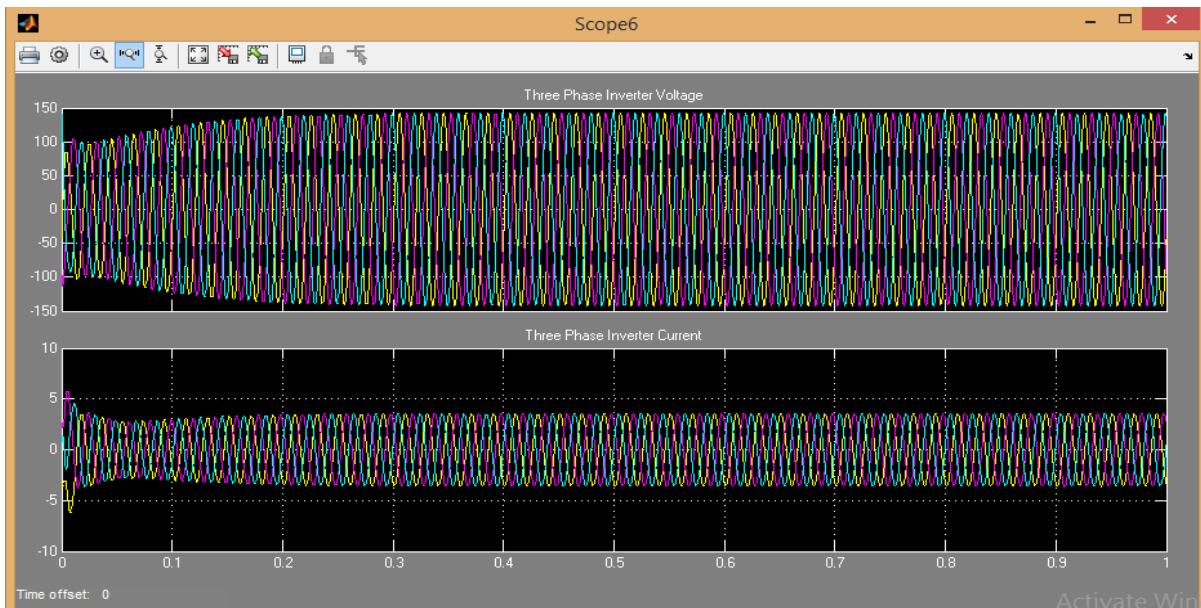 Scope6
Three Phase Inverter Voltage
150
100
50
0
-50
-100
-150
Three Phase Inverter Current
10
5
0
-5
-10
0 0.1 0.2 0.3 0.4 0.5 0.6 0.7 0.8 0.9 1
Time offset: 0
Activate Win